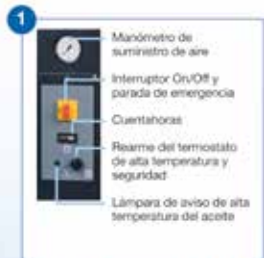 1
Manómetro de
suministro de aire
Interruptor On/Off y
parada de emergencia
Cuentahoras
Rearme del termostato
de alta temperatura y
seguridad
Lámpara de aviso de alta
temperatura del aceite